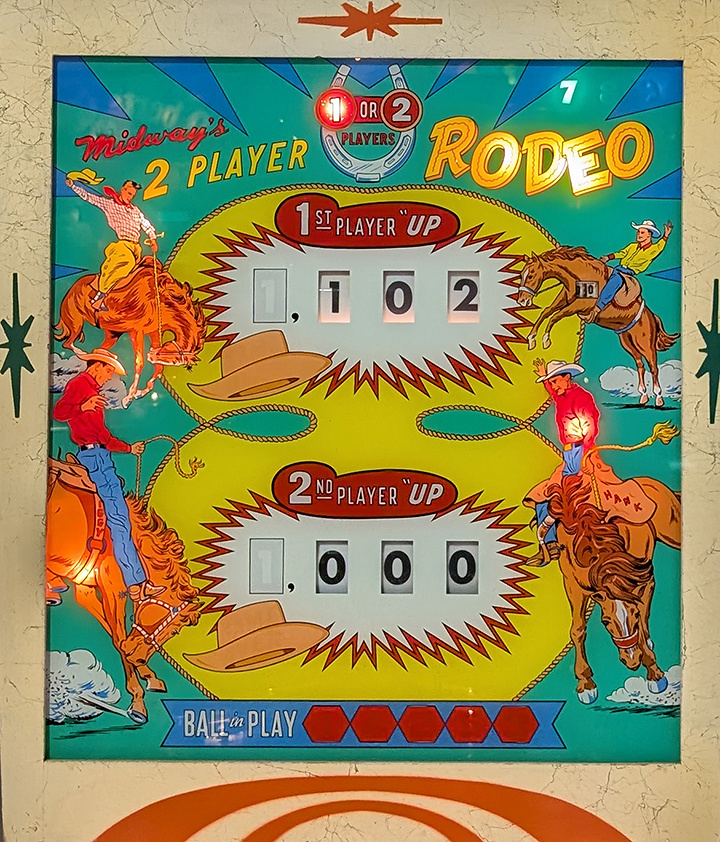 7
1 OR 2
PLAYERS
Midway's
2 PLAYER
RODEO
1ST PLAYER "UP
1, 102
10
2ND PLAYER "UP
1, 000
HANK
BALL in PLAY